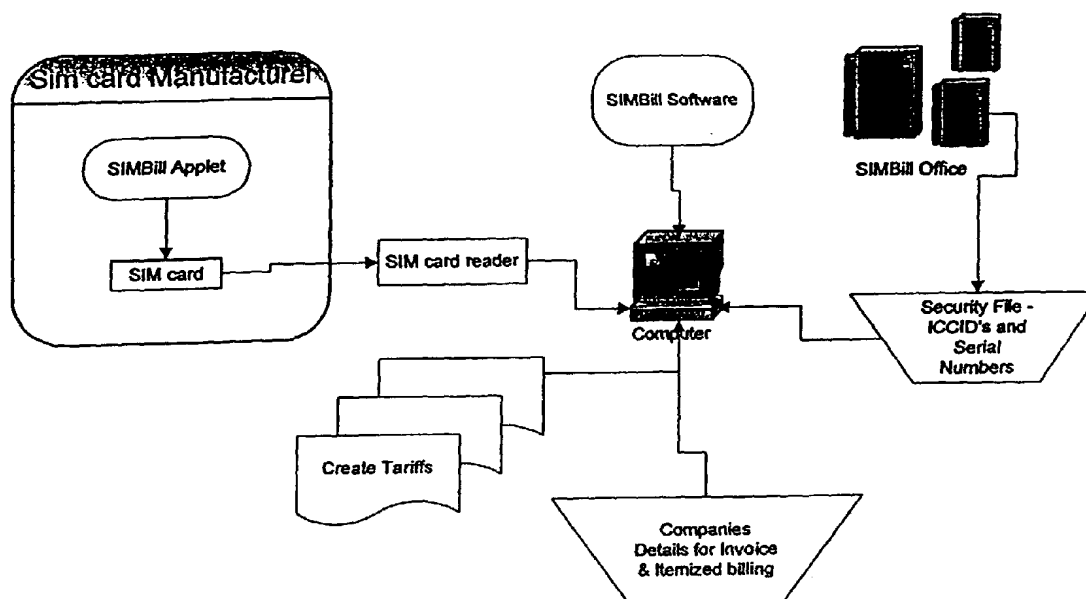 Sim card Manufacturer
SIMBill Applet
SIM card
SIM card reader
SIMBill Software
Computer
SIMBill Office
Security File -
ICCID's and
Serial
Numbers
Create Tariffs
Companies
Details for Invoice
& Itemized billing